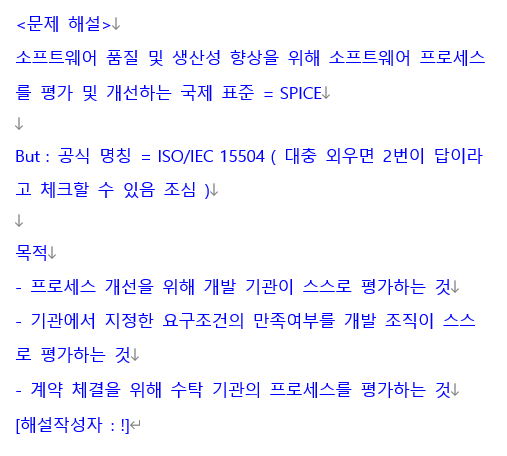 <문제 해설>
소프트웨어 품질 및 생산성 향상을 위해 소프트웨어 프로세스
를 평가 및 개선하는 국제 표준 = SPICE

But : 공식 명칭 = ISO/IEC 15504 ( 대충 외우면 2번이 답이라
고 체크할 수 있음 조심 )

목적
- 프로세스 개선을 위해 개발 기관이 스스로 평가하는 것
- 기관에서 지정한 요구조건의 만족여부를 개발 조직이 스스
로 평가하는 것
- 계약 체결을 위해 수탁 기관의 프로세스를 평가하는 것
[해설작성자 : !]